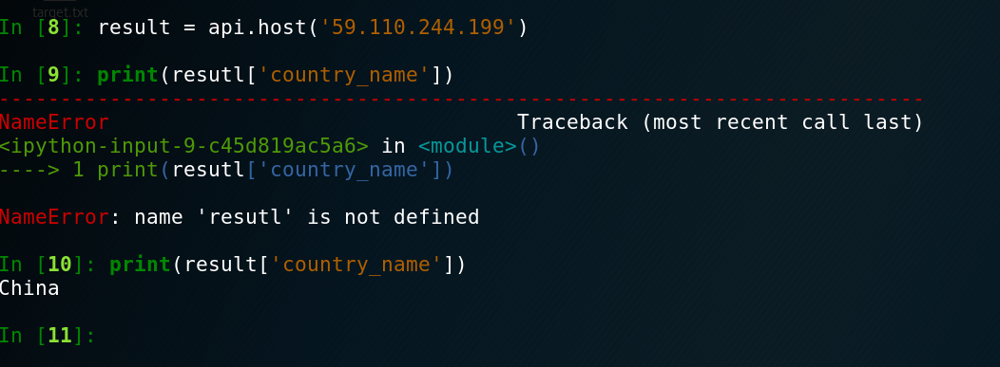 target.txt
In [8]: result = api.host('59.110.244.199')
In [9]: print(resutl['country_name'])
---------------------------------------------------------------------------
NameError                                 Traceback (most recent call last)
<ipython-input-9-c45d819ac5a6> in <module>()
----> 1 print(resutl['country_name'])
NameError: name 'resutl' is not defined
In [10]: print(result['country_name'])
China
In [11]: